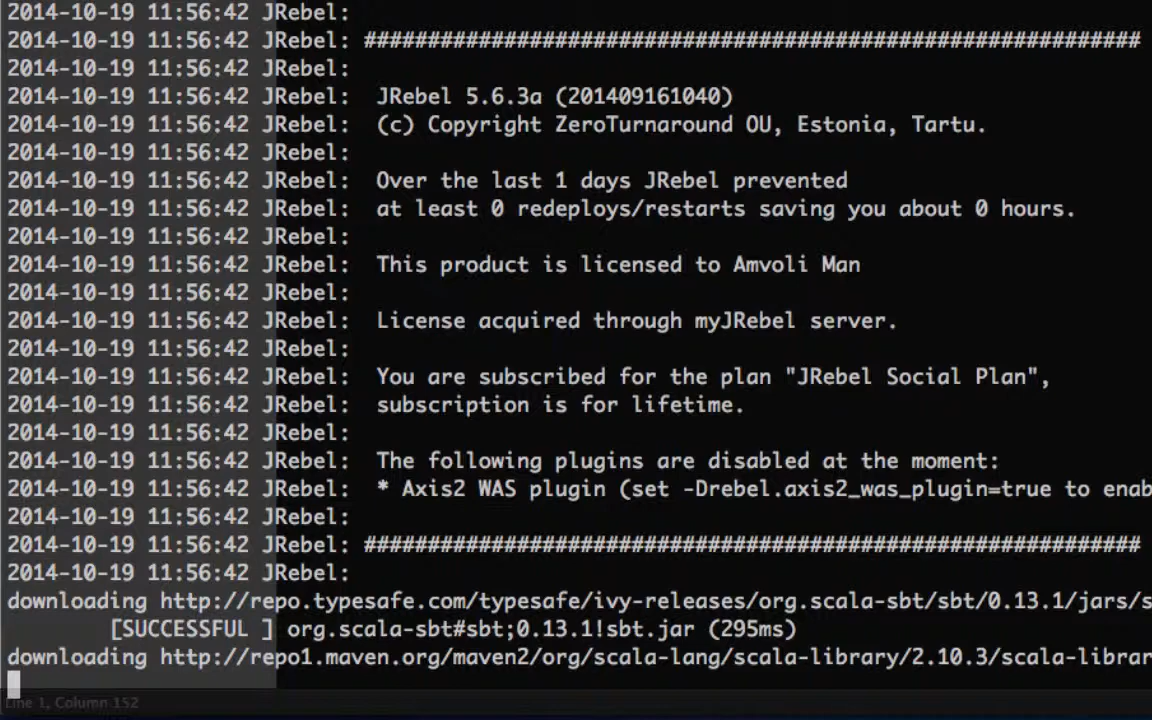 2014-10-19 11:56:42 JRebel:
2014-10-19 11:56:42 JRebel: #############################################################
2014-10-19 11:56:42 JRebel:
2014-10-19 11:56:42 JRebel:  JRebel 5.6.3a (201409161040)
2014-10-19 11:56:42 JRebel:  (c) Copyright ZeroTurnaround OU, Estonia, Tartu.
2014-10-19 11:56:42 JRebel:
2014-10-19 11:56:42 JRebel:  Over the last 1 days JRebel prevented
2014-10-19 11:56:42 JRebel:  at least 0 redeploys/restarts saving you about 0 hours.
2014-10-19 11:56:42 JRebel:
2014-10-19 11:56:42 JRebel:  This product is licensed to Amvoli Man
2014-10-19 11:56:42 JRebel:
2014-10-19 11:56:42 JRebel:  License acquired through myJRebel server.
2014-10-19 11:56:42 JRebel:
2014-10-19 11:56:42 JRebel:  You are subscribed for the plan "JRebel Social Plan",
2014-10-19 11:56:42 JRebel:  subscription is for lifetime.
2014-10-19 11:56:42 JRebel:
2014-10-19 11:56:42 JRebel:  The following plugins are disabled at the moment:
2014-10-19 11:56:42 JRebel:  * Axis2 WAS plugin (set -Drebel.axis2_was_plugin=true to enab
2014-10-19 11:56:42 JRebel:
2014-10-19 11:56:42 JRebel: #############################################################
2014-10-19 11:56:42 JRebel:
downloading http://repo.typesafe.com/typesafe/ivy-releases/org.scala-sbt/sbt/0.13.1/jars/s
[SUCCESSFUL ] org.scala-sbt#sbt;0.13.1!sbt.jar (295ms)
downloading http://repo1.maven.org/maven2/org/scala-lang/scala-library/2.10.3/scala-librar
Line 1, Column 152